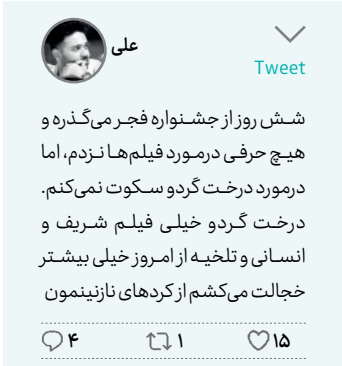 علی
Tweet
شش روز از جشنواره فجر می‌گذره و
هیچ حرفی درمورد فیلم‌ها نزدم، اما
درمورد درخت گردو سکوت نمی‌کنم.
درخت گردو خیلی فیلم شریف و
انسانی و تلخیه از امروز خیلی بیشتر
خجالت می‌کشم از کردهای نازنینمون
۴ ۱ ۱۵